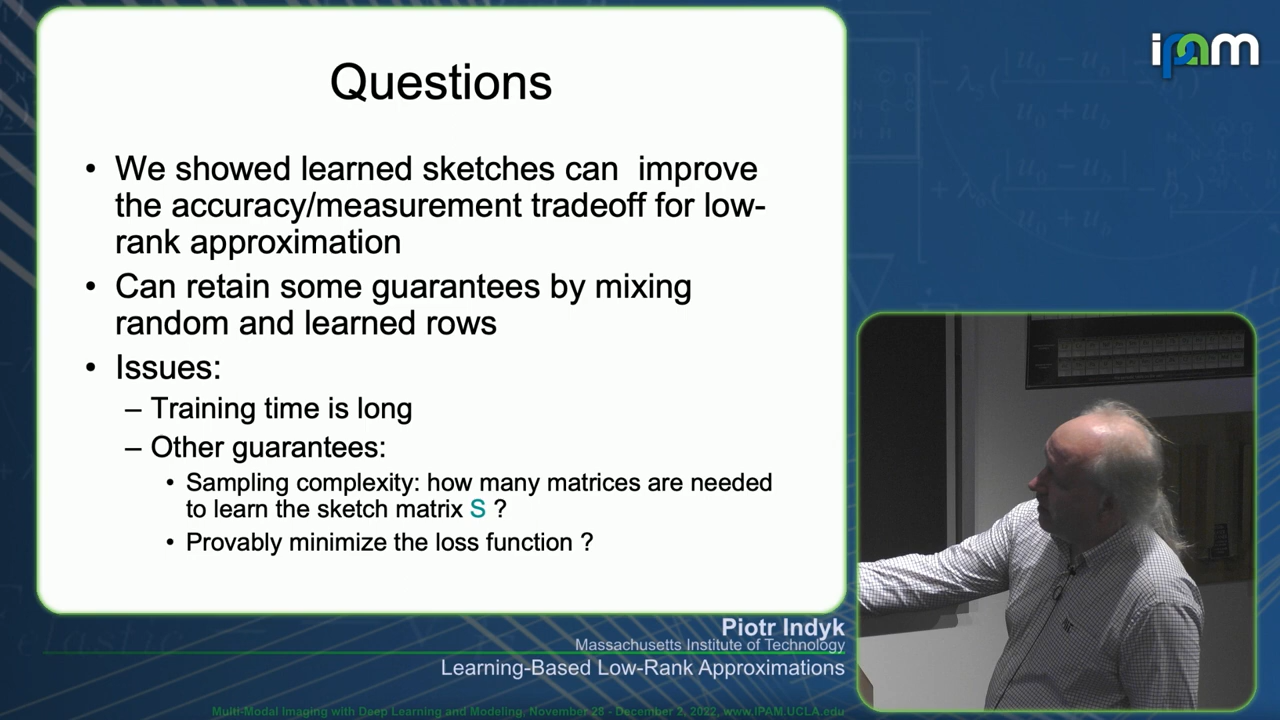 ipam
Questions
• We showed learned sketches can improve
the accuracy/measurement tradeoff for low-
rank approximation
• Can retain some guarantees by mixing
random and learned rows
• Issues:
– Training time is long
– Other guarantees:
• Sampling complexity: how many matrices are needed
to learn the sketch matrix S ?
• Provably minimize the loss function ?
Piotr Indyk
Massachusetts Institute of Technology
Learning-Based Low-Rank Approximations
Multi-Modal Imaging with Deep Learning and Modeling, November 28 - December 2, 2022, www.IPAM.UCLA.edu